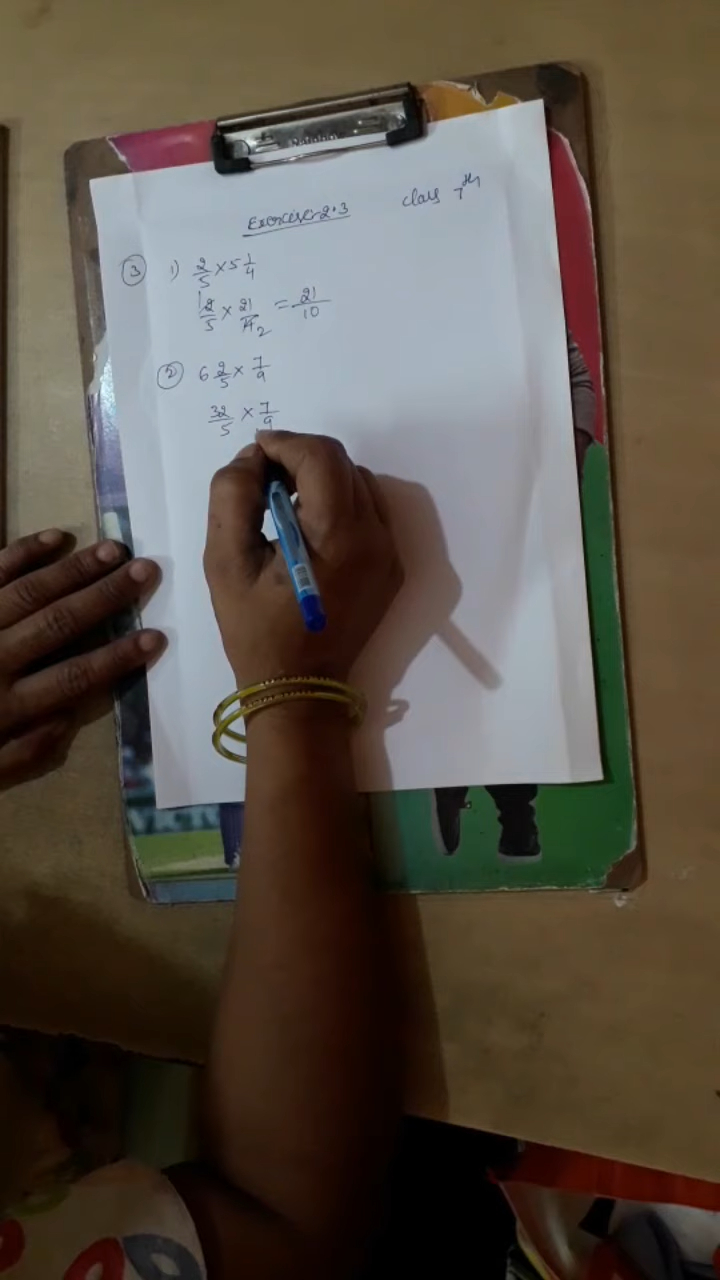 Exercise-2.3 class 7th
③ 1) 2/5 × 5 1/4
1 2/5 × 21/4 2 = 21/10
② 6 2/5 × 7/9
32/5 × 7/9